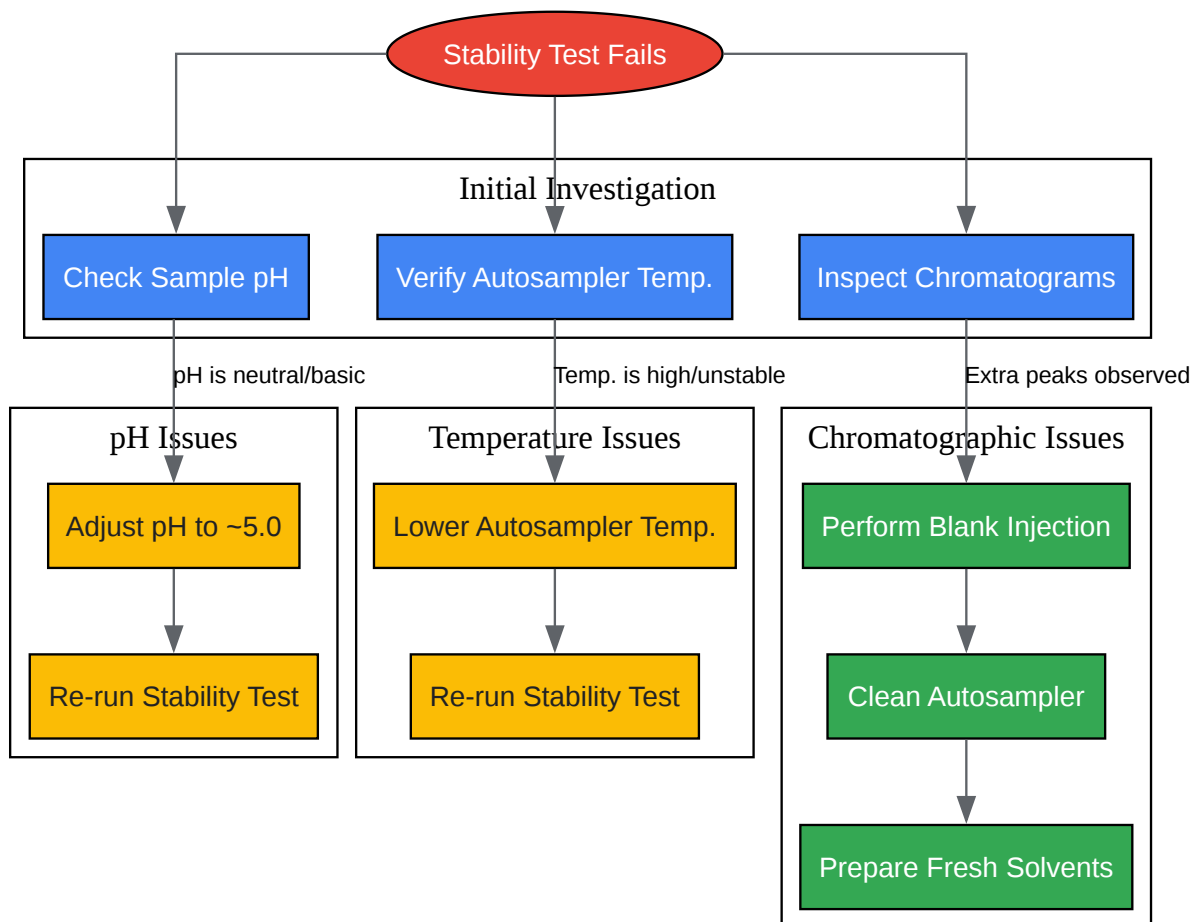 Stability Test Fails
Initial Investigation
Check Sample pH
Verify Autosampler Temp.
Inspect Chromatograms
pH is neutral/basic
Temp. is high/unstable
Extra peaks observed
pH Issues
Temperature Issues
Chromatographic Issues
Adjust pH to ~5.0
Lower Autosampler Temp.
Perform Blank Injection
Re-run Stability Test
Re-run Stability Test
Clean Autosampler
Prepare Fresh Solvents